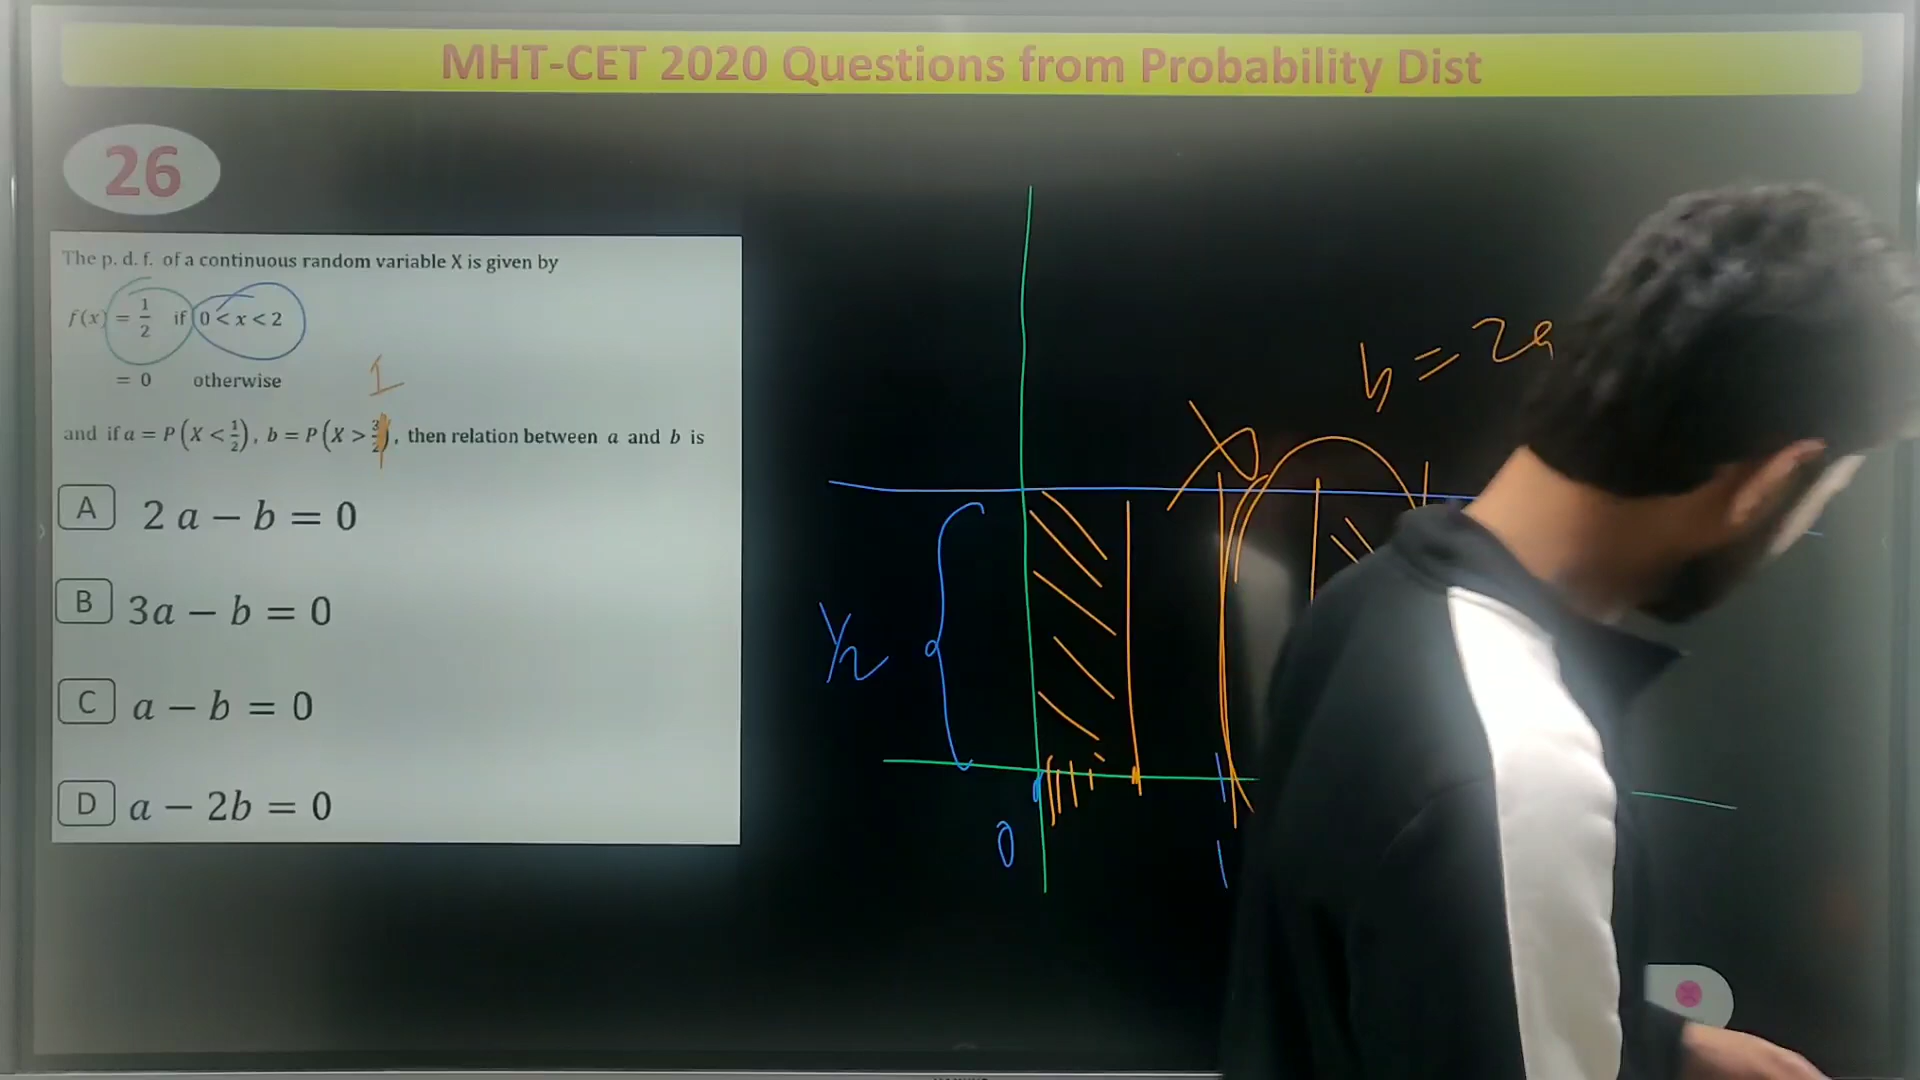 MHT-CET 2020 Questions from Probability Dist
26
The p. d. f. of a continuous random variable X is given by
f(x) = 1/2 if 0 < x < 2
= 0 otherwise
1
and if a = P(X < 1/2), b = P(X > 3/2), then relation between a and b is
A 2 a − b = 0
B 3a − b = 0
C a − b = 0
D a − 2b = 0
b = 2a
1/2
0
1